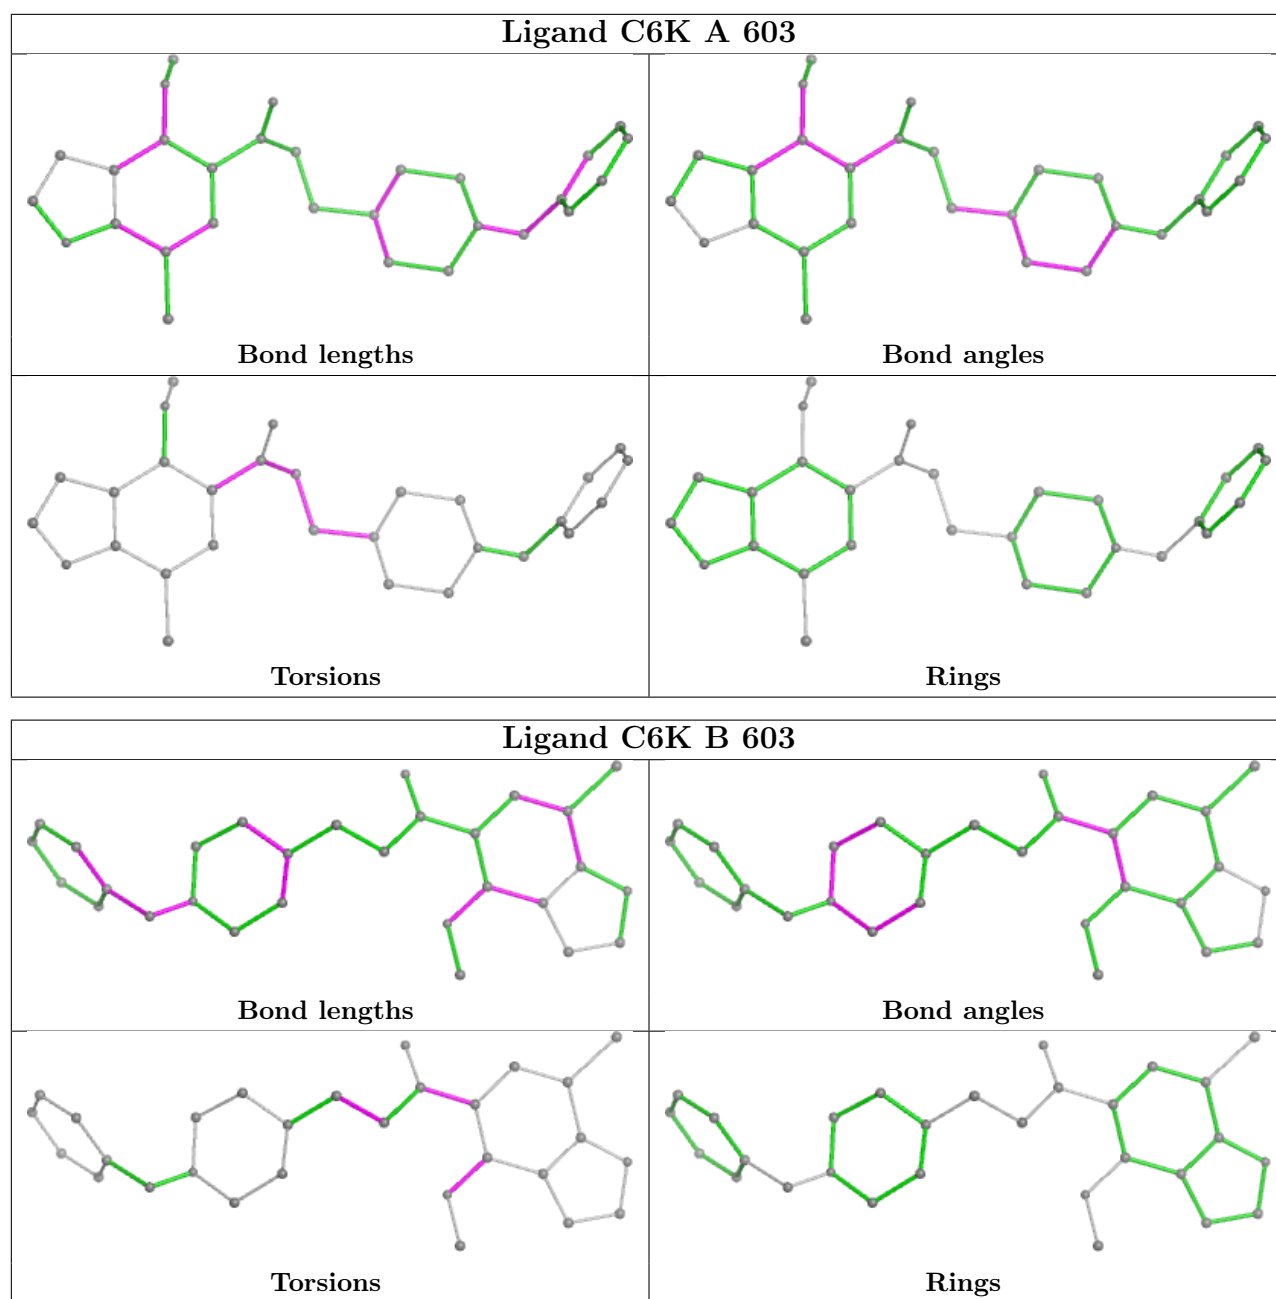 Ligand C6K A 603
Bond lengths
Bond angles
Torsions
Rings
Ligand C6K B 603
Bond lengths
Bond angles
Torsions
Rings